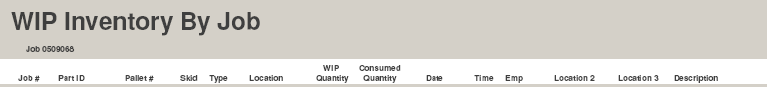 WIP Inventory By Job
Job 0509068
WIP Consumed
Job # Part ID Pallet # Skid Type Location Quantity Quantity Date Time Emp Location 2 Location 3 Description